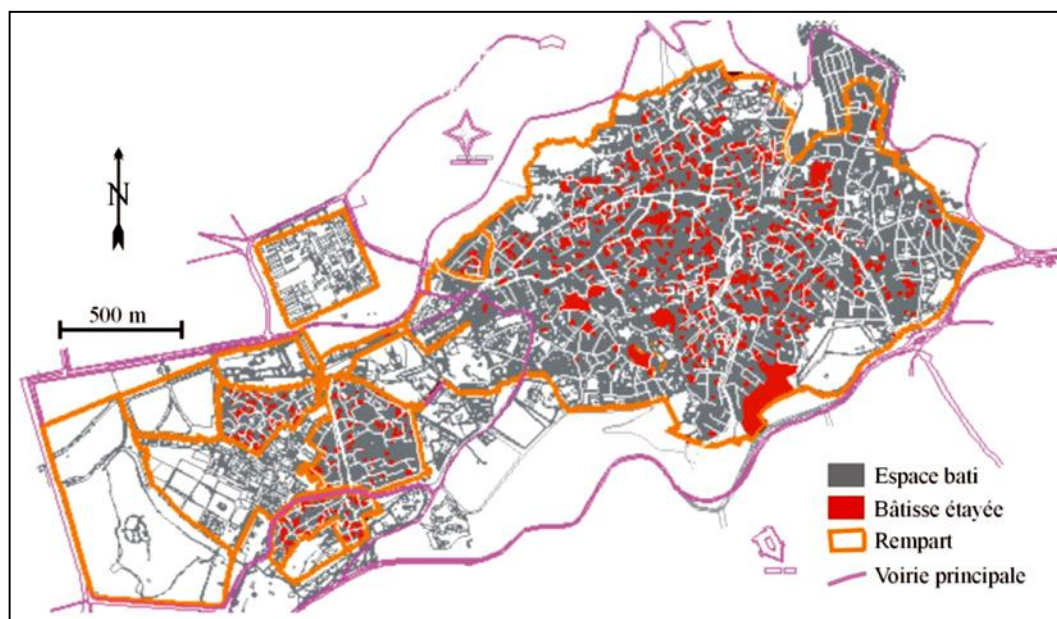 N
500 m
Espace bati
Bâtisse étayée
Rempart
Voirie principale